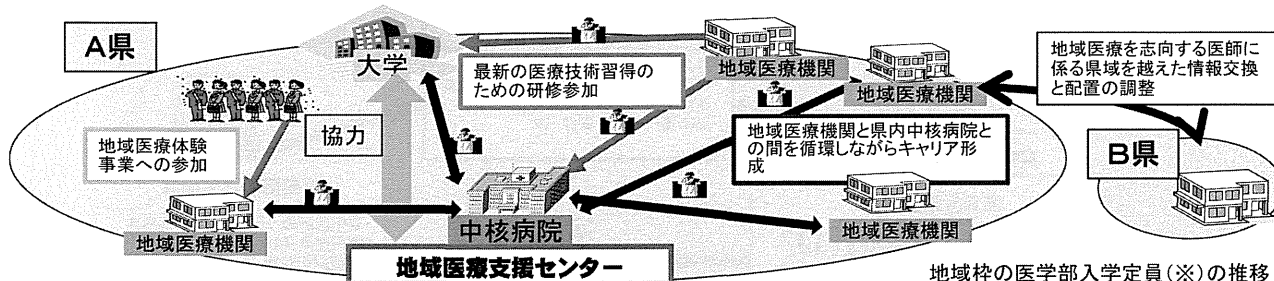 A県
大学
地域医療機関
地域医療機関
地域医療を志向する医師に
係る県域を越えた情報交換
と配置の調整
最新の医療技術習得の
ための研修参加
協力
地域医療体験
事業への参加
地域医療機関と県内中核病院と
の間を循環しながらキャリア形
成
B県
地域医療機関
中核病院
地域医療機関
地域医療支援センター
地域枠の医学部入学定員(※)の推移